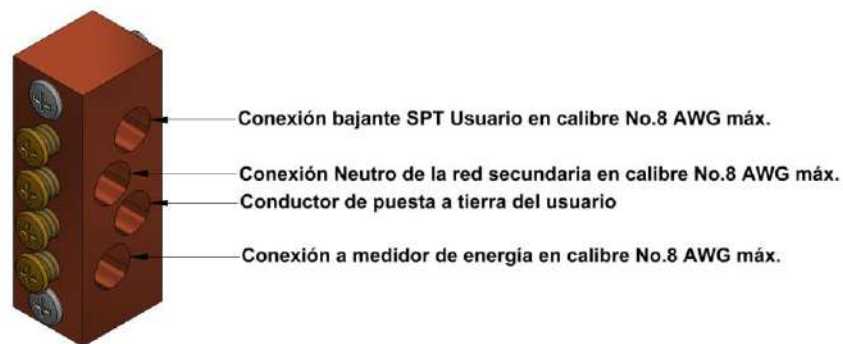 Conexión bajante SPT Usuario en calibre No.8 AWG máx.
Conexión Neutro de la red secundaria en calibre No.8 AWG máx.
Conductor de puesta a tierra del usuario
Conexión a medidor de energía en calibre No.8 AWG máx.